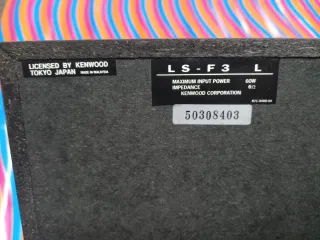 LICENSED BY KENWOOD
TOKYO JAPAN MADE IN MALAYSIA
LS-F3 L
MAXIMUM INPUT POWER 60W
IMPEDANCE 6Ω
KENWOOD CORPORATION
50308403